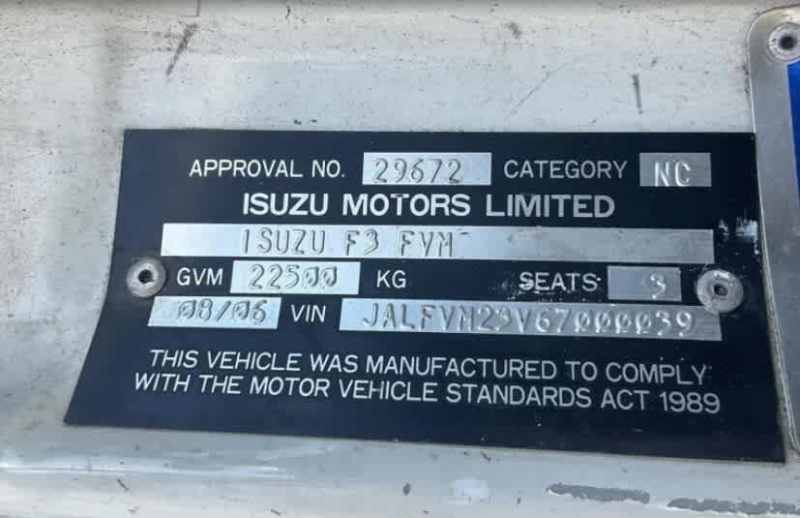 APPROVAL NO. 29672 CATEGORY NC
ISUZU MOTORS LIMITED
ISUZU F3 FVM
GVM 22500 KG SEATS 3
08/06 VIN JALFVM23V67000039
THIS VEHICLE WAS MANUFACTURED TO COMPLY
WITH THE MOTOR VEHICLE STANDARDS ACT 1989